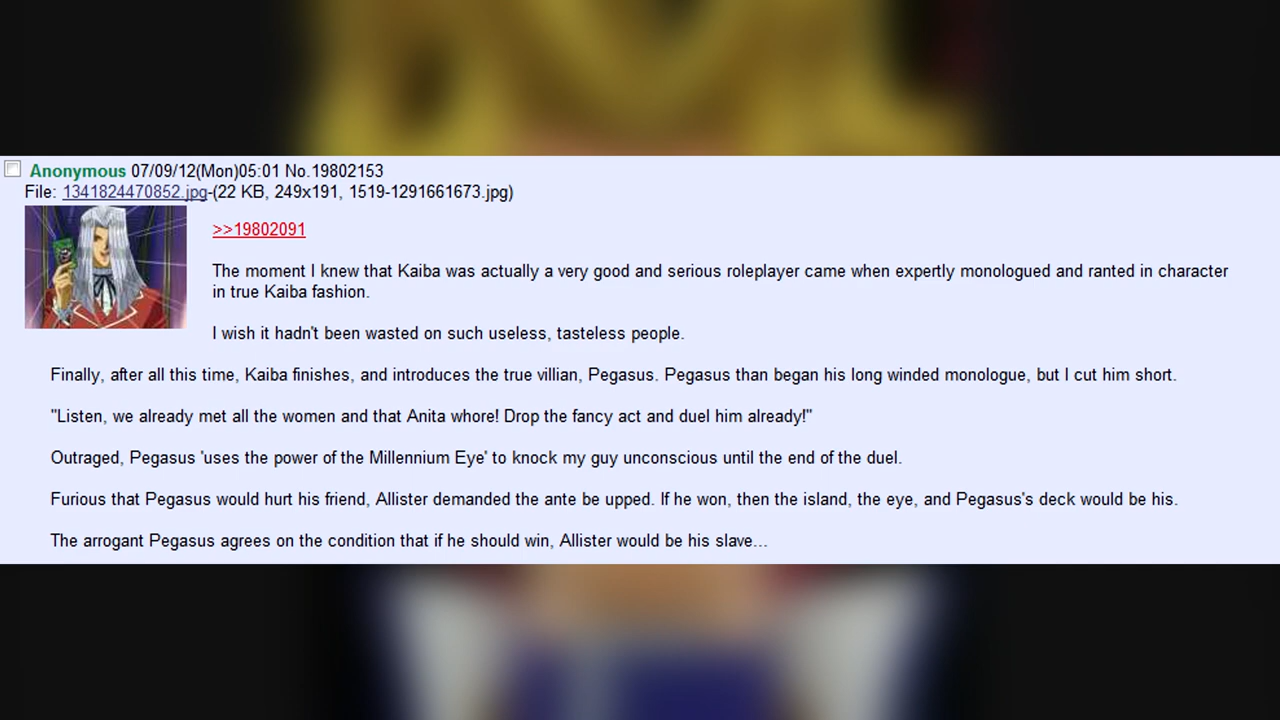 Anonymous 07/09/12(Mon)05:01 No.19802153
File: 1341824470852.jpg-(22 KB, 249x191, 1519-1291661673.jpg)
>>19802091
The moment I knew that Kaiba was actually a very good and serious roleplayer came when expertly monologued and ranted in character
in true Kaiba fashion.
I wish it hadn't been wasted on such useless, tasteless people.
Finally, after all this time, Kaiba finishes, and introduces the true villian, Pegasus. Pegasus than began his long winded monologue, but I cut him short.
"Listen, we already met all the women and that Anita whore! Drop the fancy act and duel him already!"
Outraged, Pegasus 'uses the power of the Millennium Eye' to knock my guy unconscious until the end of the duel.
Furious that Pegasus would hurt his friend, Allister demanded the ante be upped. If he won, then the island, the eye, and Pegasus's deck would be his.
The arrogant Pegasus agrees on the condition that if he should win, Allister would be his slave...